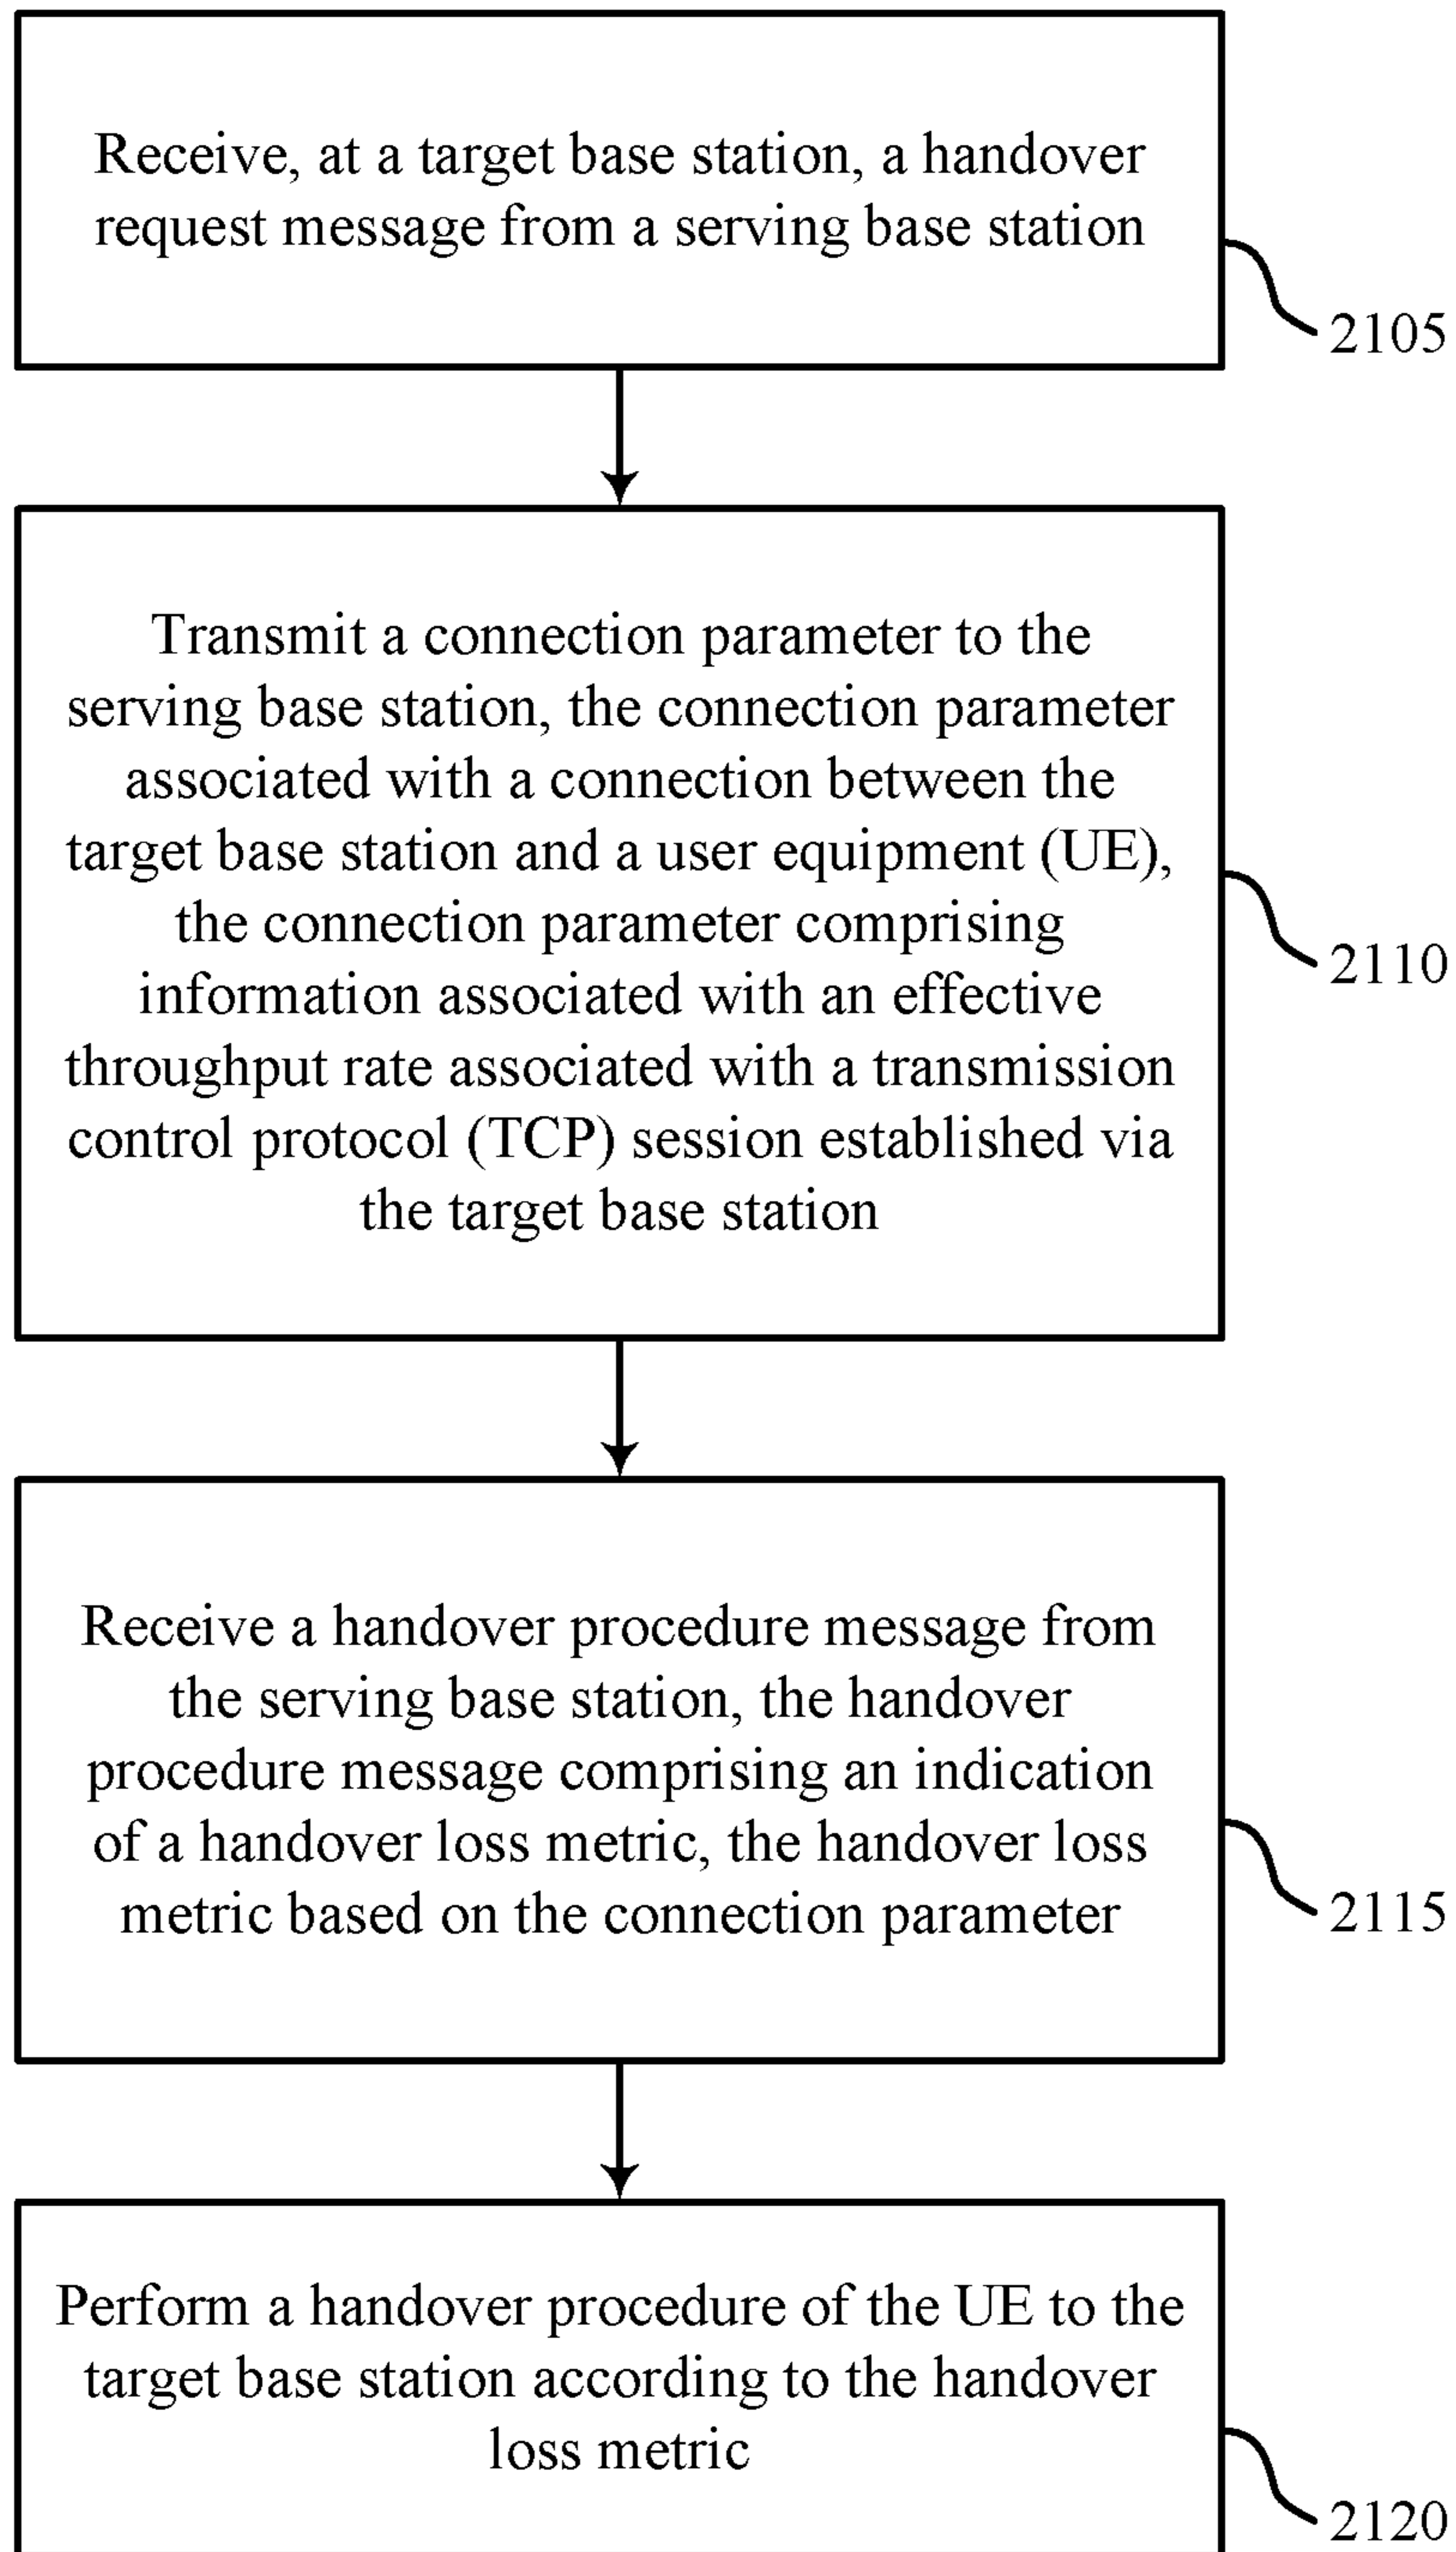 Receive, at a target base station, a handover
request message from a serving base station
2105
Transmit a connection parameter to the
serving base station, the connection parameter
associated with a connection between the
target base station and a user equipment (UE),
the connection parameter comprising
information associated with an effective
throughput rate associated with a transmission
control protocol (TCP) session established via
the target base station
2110
Receive a handover procedure message from
the serving base station, the handover
procedure message comprising an indication
of a handover loss metric, the handover loss
metric based on the connection parameter
2115
Perform a handover procedure of the UE to the
target base station according to the handover
loss metric
2120